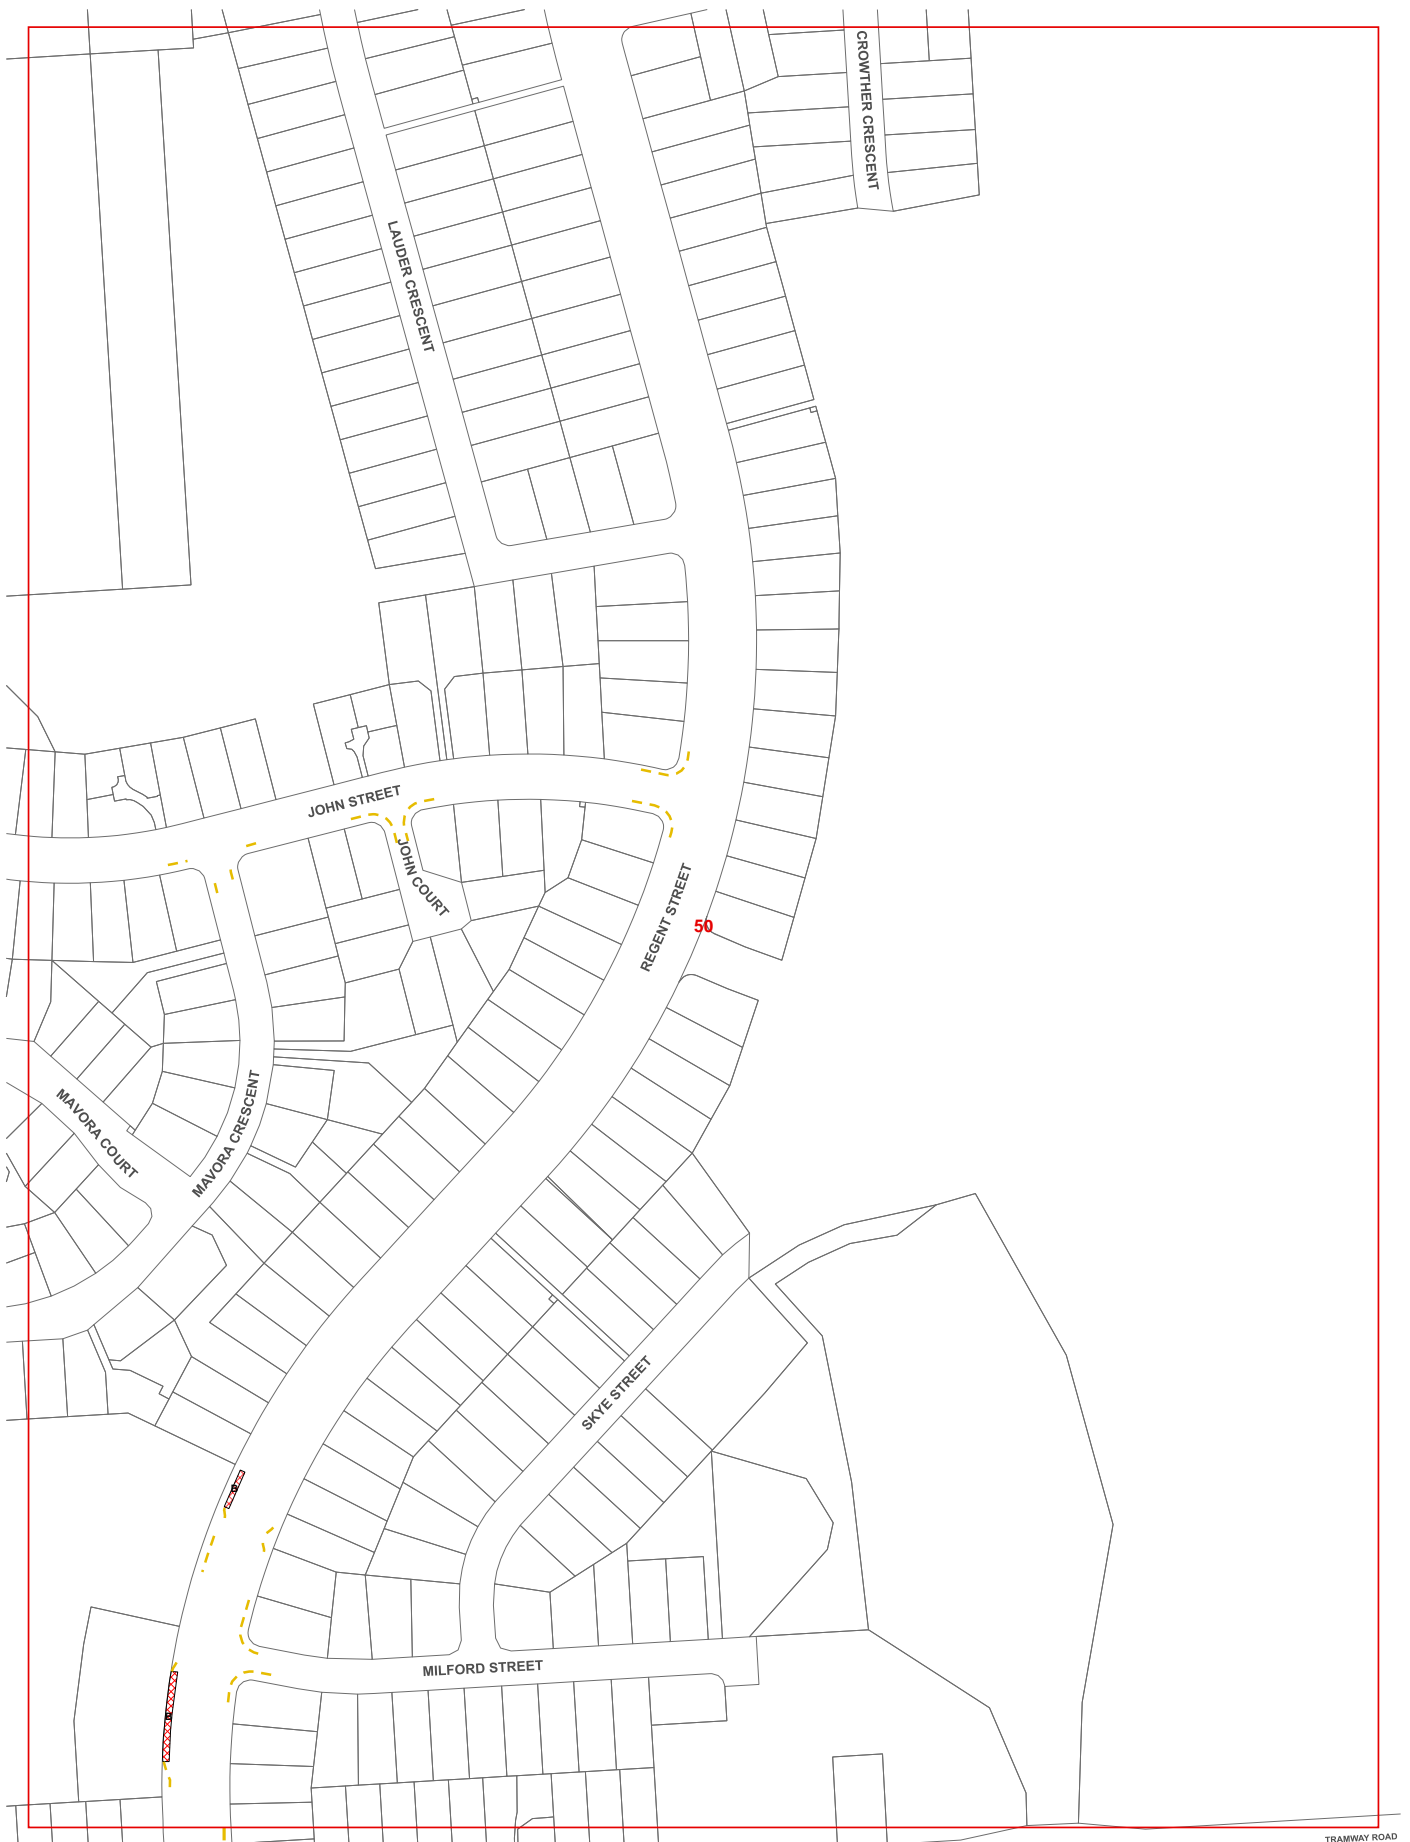 CROWTHER CRESCENT
LAUDER CRESCENT
JOHN STREET
JOHN COURT
REGENT STREET
50
MAVORA COURT
MAVORA CRESCENT
SKYE STREET
MILFORD STREET
TRAMWAY ROAD